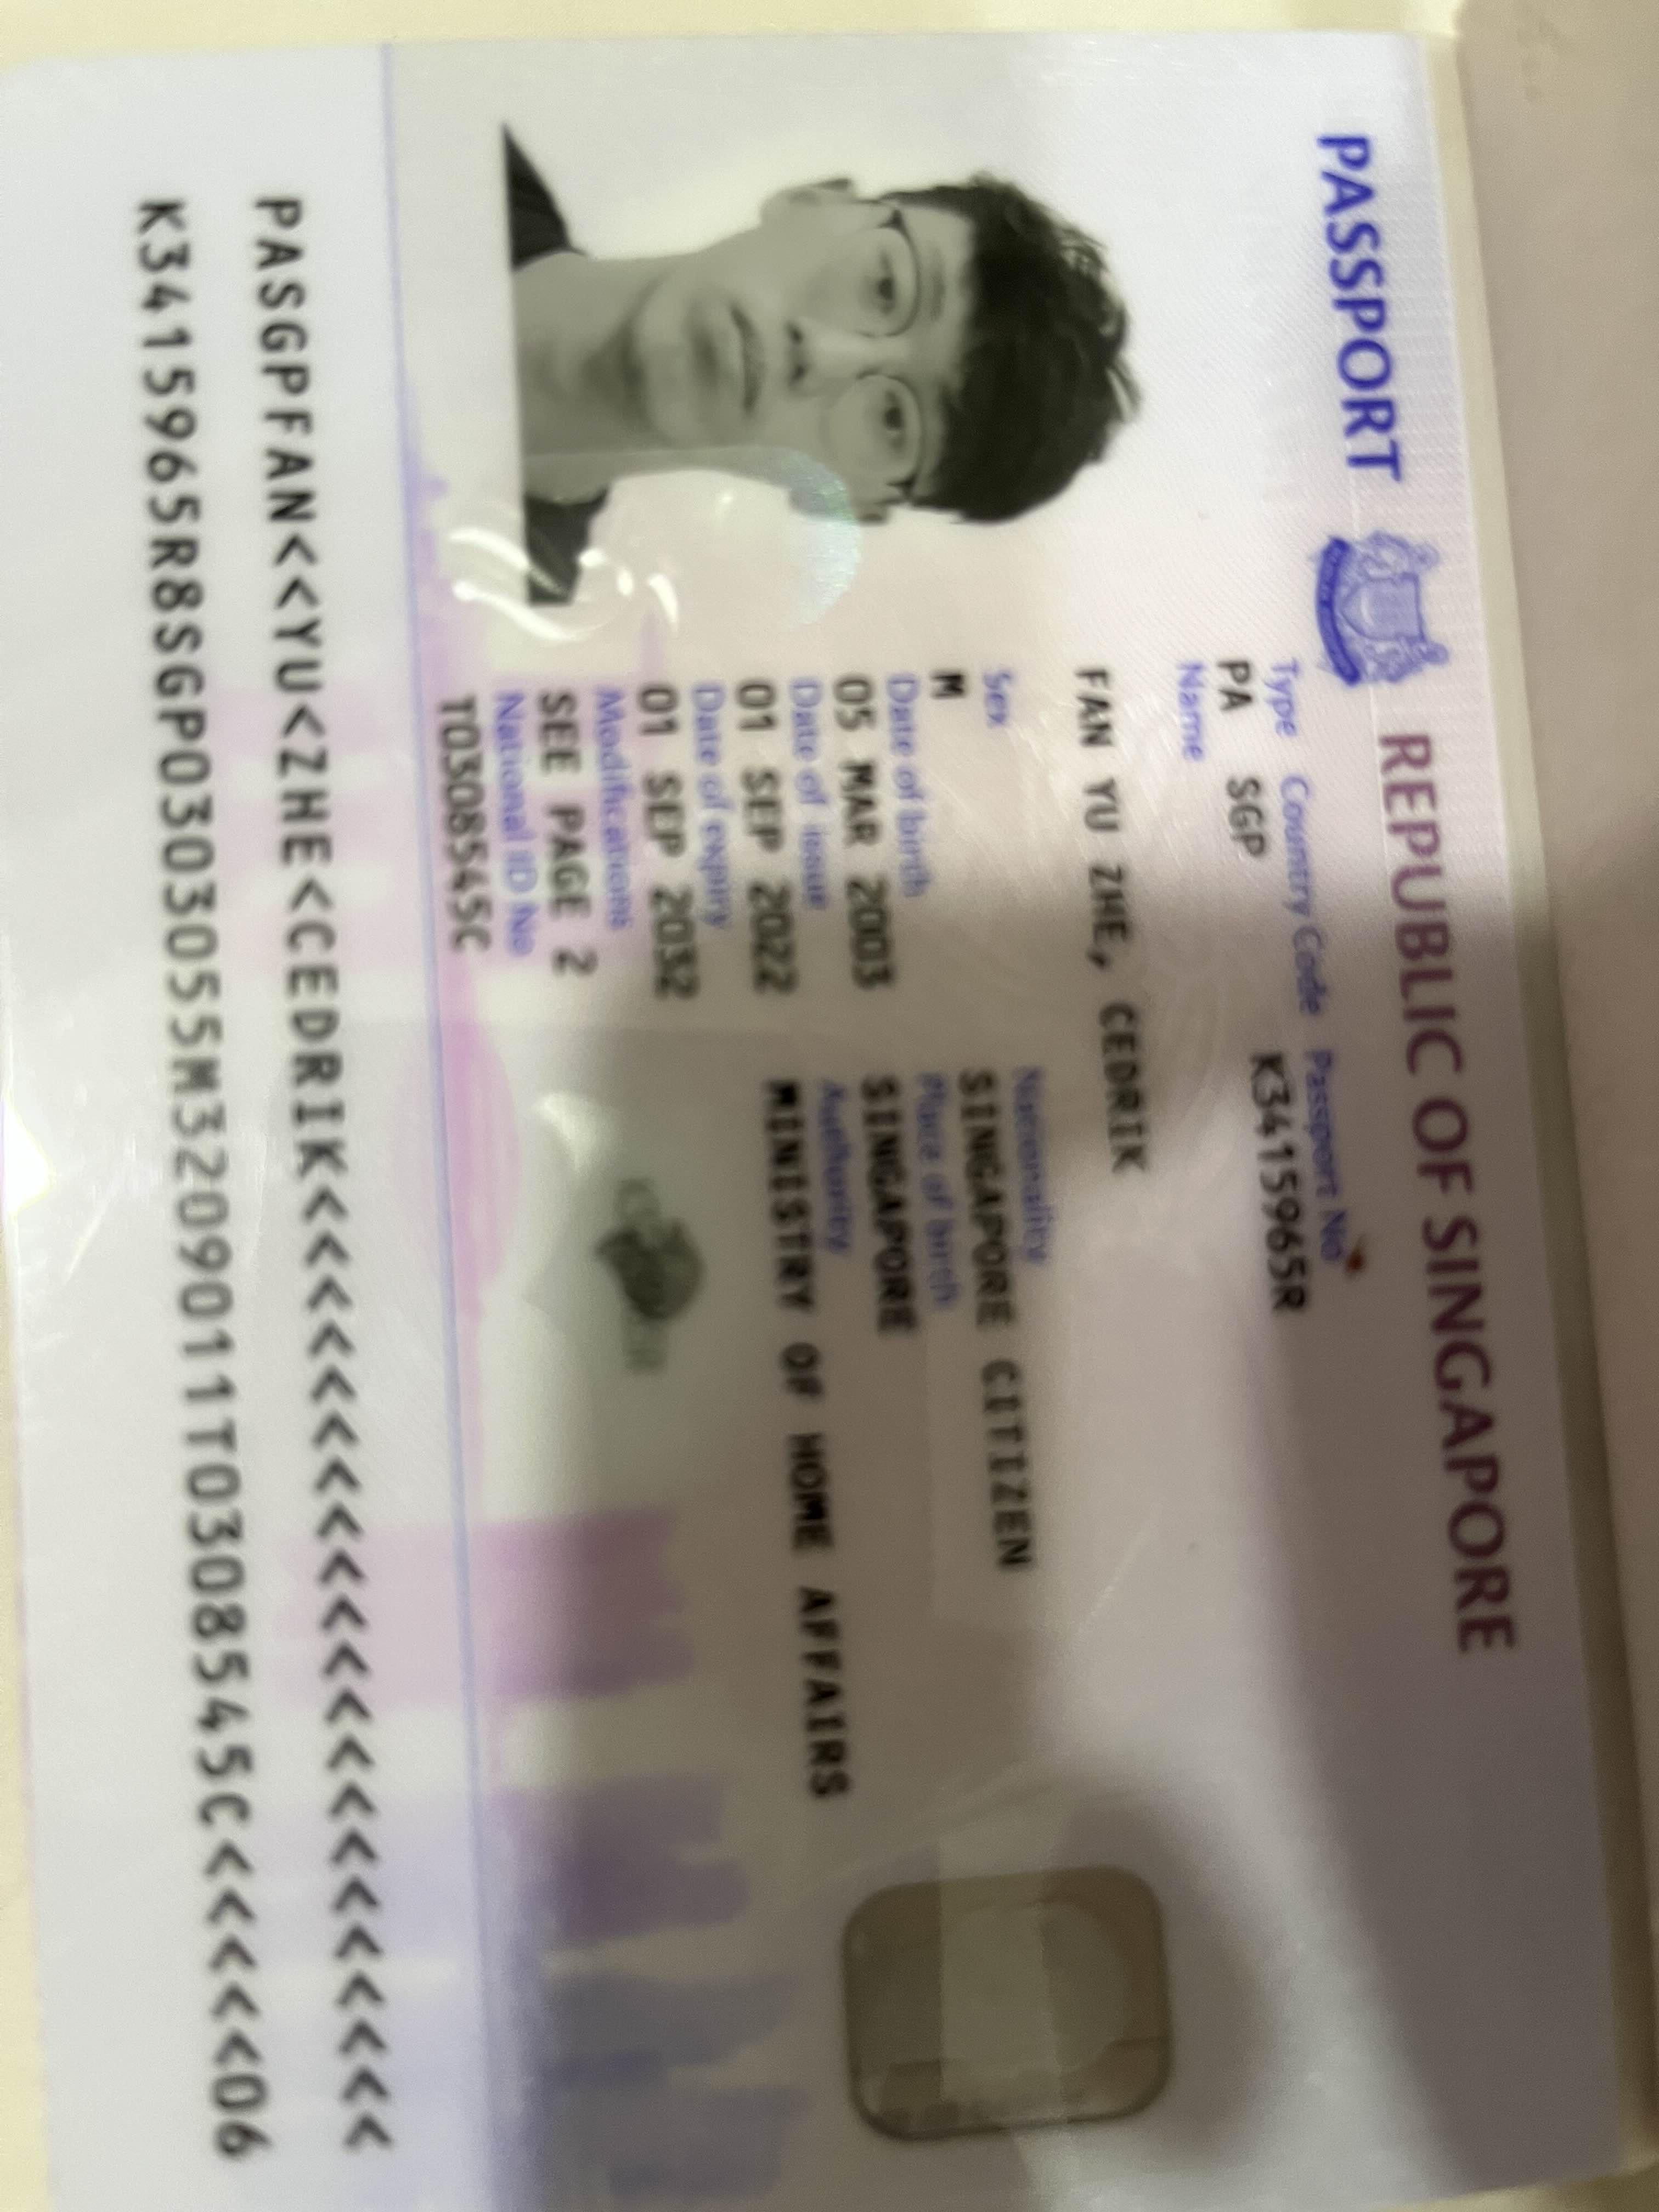 PASSPORT REPUBLIC OF SINGAPORE
Type Country Code Passport No
PA SGP K3415965R
Name
FAN YU ZHE, CEDRIK
Sex Nationality
M SINGAPORE CITIZEN
Date of birth Place of birth
05 MAR 2003 SINGAPORE
Date of issue Authority
01 SEP 2022 MINISTRY OF HOME AFFAIRS
Date of expiry
01 SEP 2032
Modifications
SEE PAGE 2
National ID No
T0308545C
PASGPFAN<<YU<ZHE<CEDRIK<<<<<<<<<<<<<<<<<<<<<
K3415965R8SGP0303055M3209011T0308545C<<<<<06